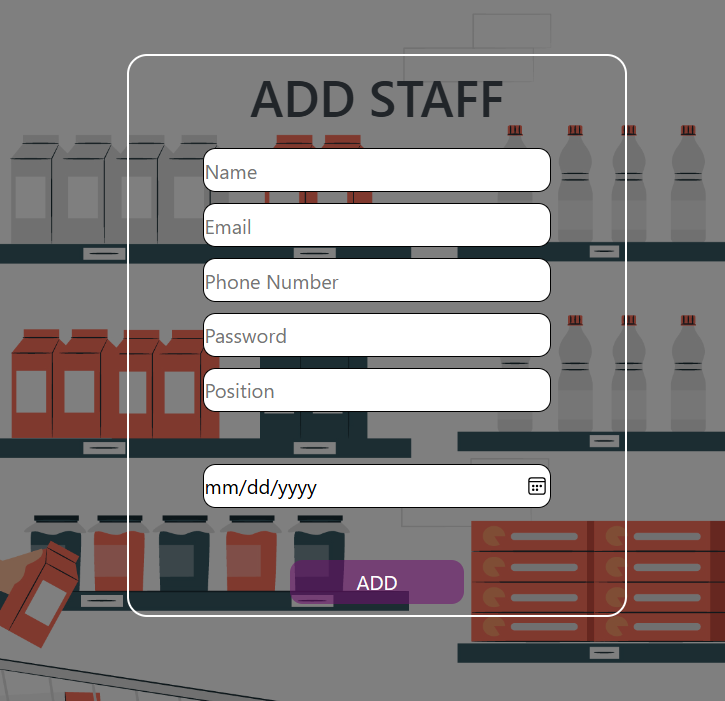 ADD STAFF
Name
Email
Phone Number
Password
Position
mm/dd/yyyy
ADD